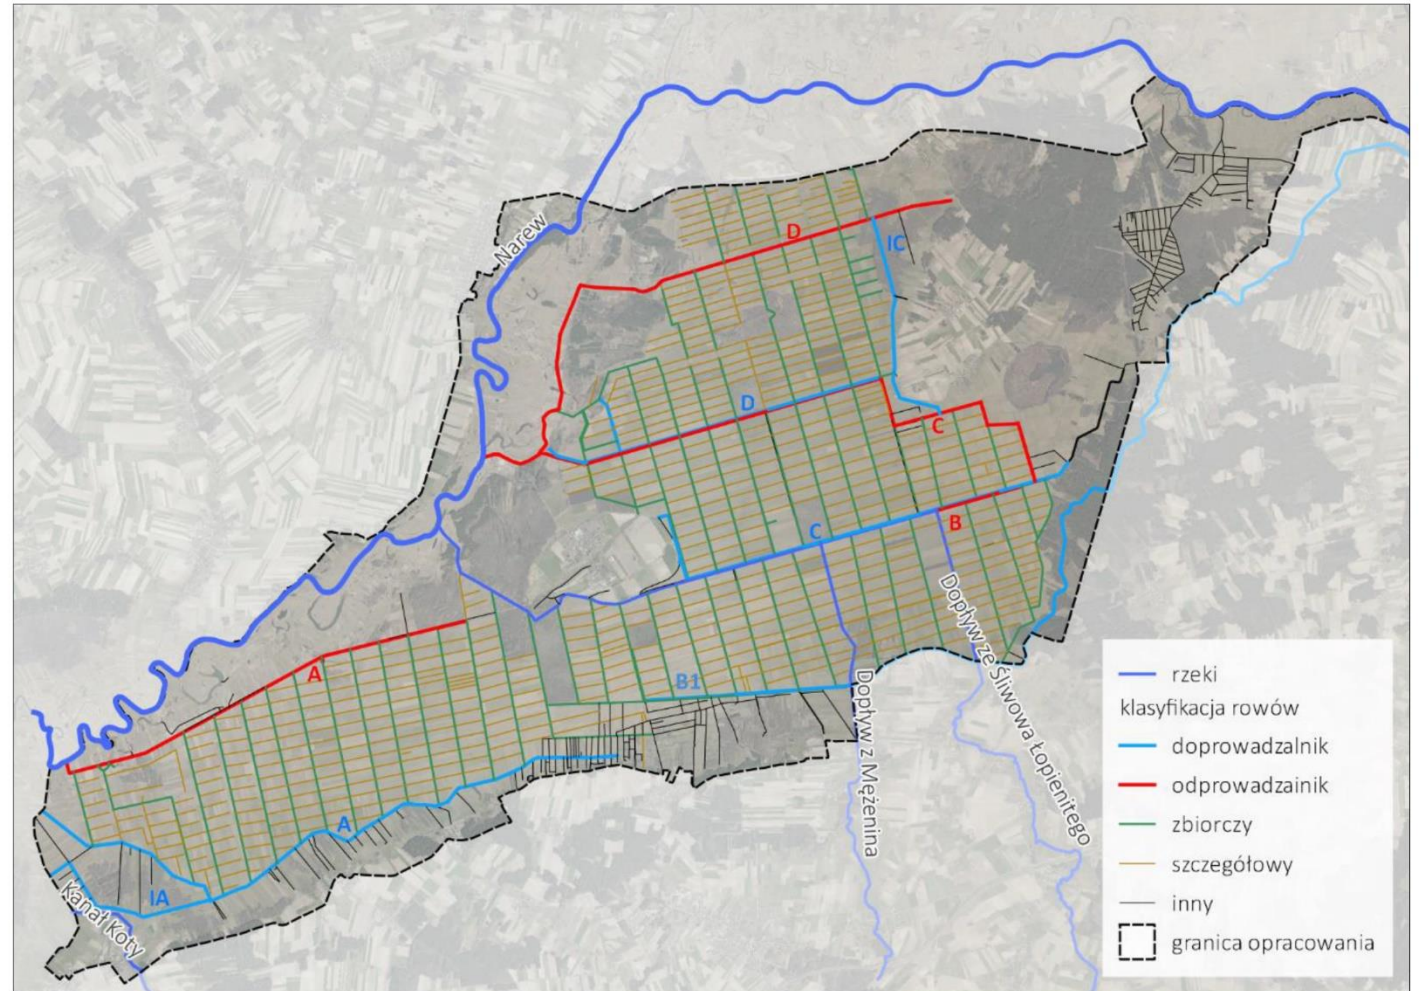 Narew
D
IC
D
C
C
B
A
B1
A
IA
Kanał Koty
Dopływ z Mężenina
Dopływ ze Śliwowa Łopienitego
rzeki
klasyfikacja rowów
doprowadzalnik
odprowadzainik
zbiorczy
szczegółowy
inny
granica opracowania